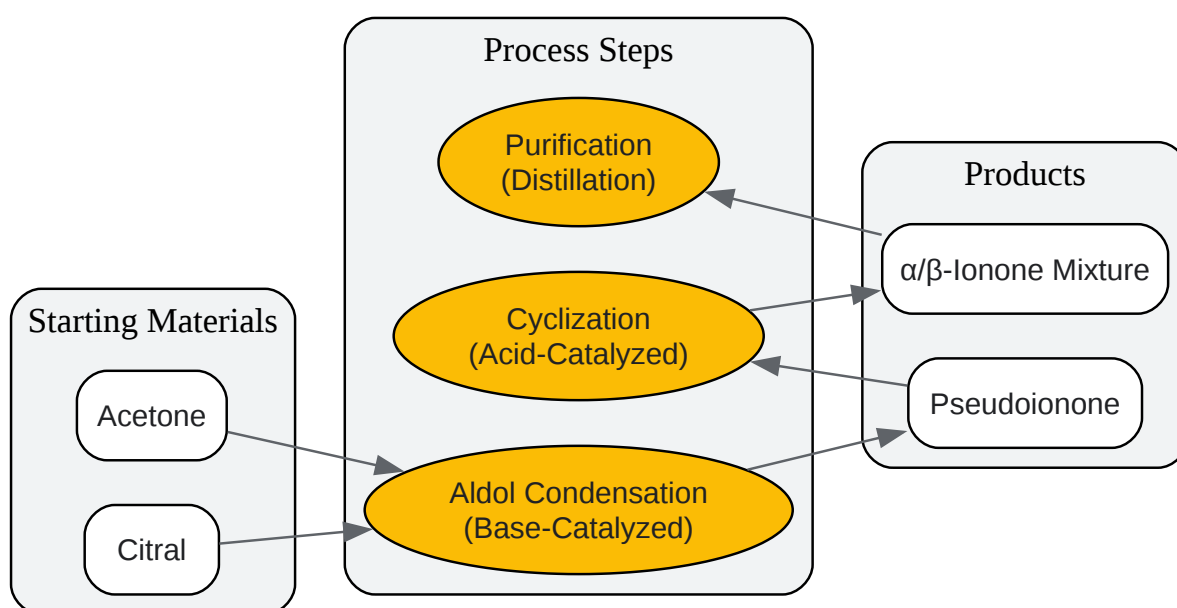 Process Steps
Purification
(Distillation)
Products
α/β-Ionone Mixture
Starting Materials
Cyclization
(Acid-Catalyzed)
Acetone
Pseudoionone
Aldol Condensation
(Base-Catalyzed)
Citral